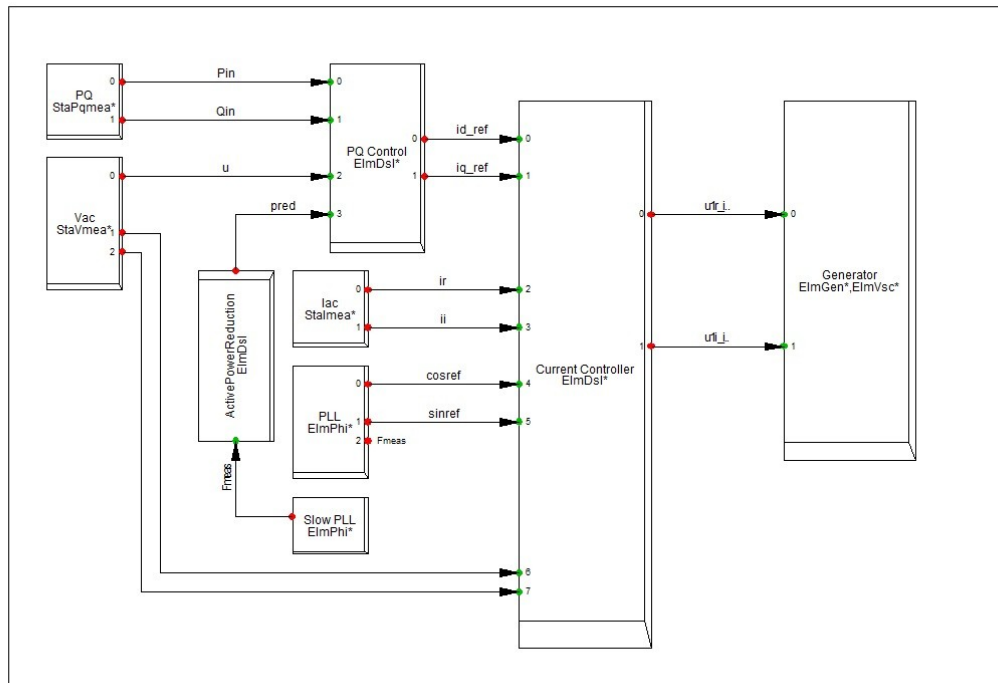 PQ
StaPqmea*
0
1
Pin
Qin
Vac
StaVmea*
0
1
2
u
pred
PQ Control
ElmDsl*
0
1
2
3
0
1
id_ref
iq_ref
ActivePowerReduction
ElmDsl
Fmeas
Iac
StaImea*
0
1
ir
ii
PLL
ElmPhi*
0
1
2
cosref
sinref
Fmeas
Slow PLL
ElmPhi*
Current Controller
ElmDsl*
0
1
2
3
4
5
6
7
0
1
u1r_i..
u1i_i..
Generator
ElmGen*,ElmVsc*
0
1